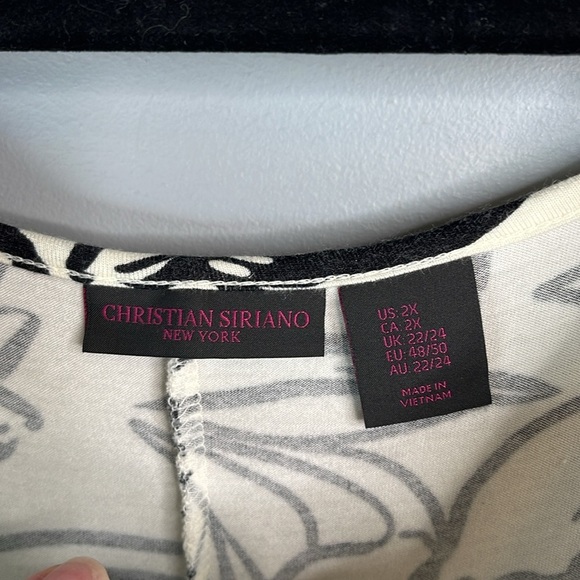 CHRISTIAN SIRIANO
NEW YORK
US: 2X
CA: 2X
UK: 22/24
EU: 48/50
AU: 22/24
MADE IN
VIETNAM